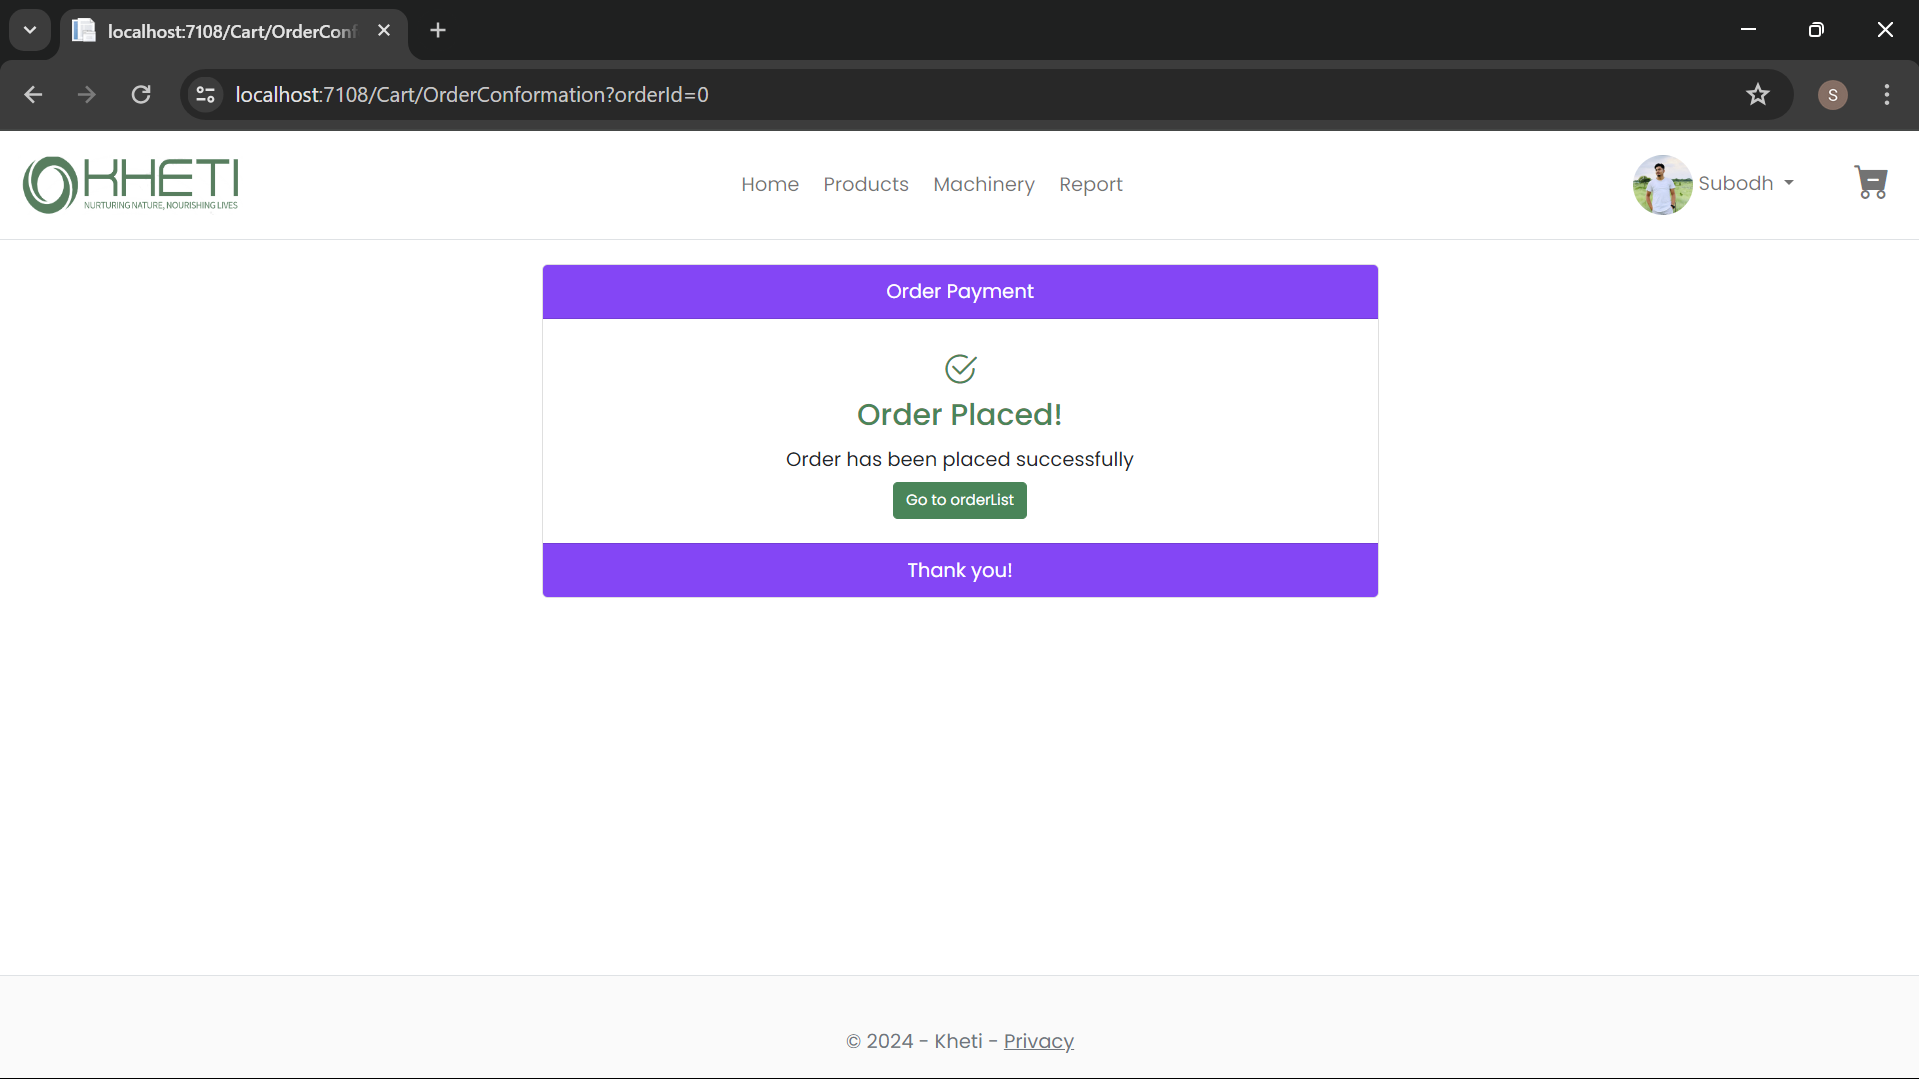 localhost:7108/Cart/OrderConf
localhost:7108/Cart/OrderConformation?orderId=0
S
KHETI
NURTURING NATURE, NOURISHING LIVES
Home Products Machinery Report
Subodh
Order Payment
Order Placed!
Order has been placed successfully
Go to orderList
Thank you!
© 2024 - Kheti - Privacy